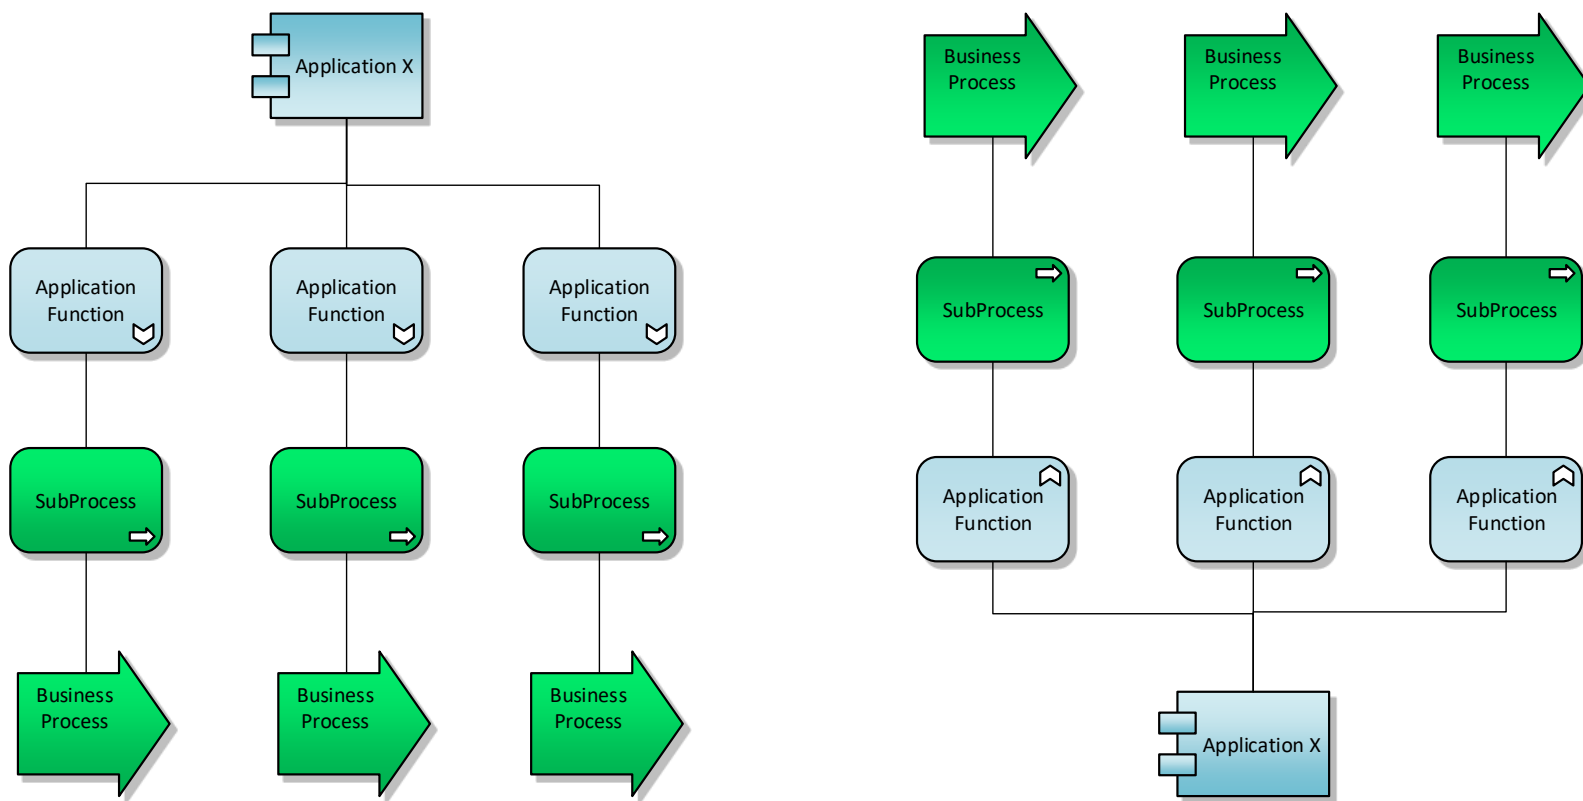 Application X
Application
Function
Application
Function
Application
Function
SubProcess
SubProcess
SubProcess
Business
Process
Business
Process
Business
Process
Business
Process
Business
Process
Business
Process
SubProcess
SubProcess
SubProcess
Application
Function
Application
Function
Application
Function
Application X